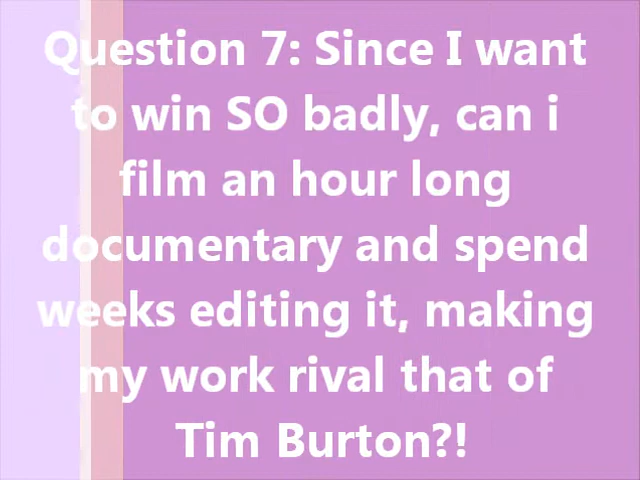 Question 7: Since I want
to win SO badly, can i
film an hour long
documentary and spend
weeks editing it, making
my work rival that of
Tim Burton?!